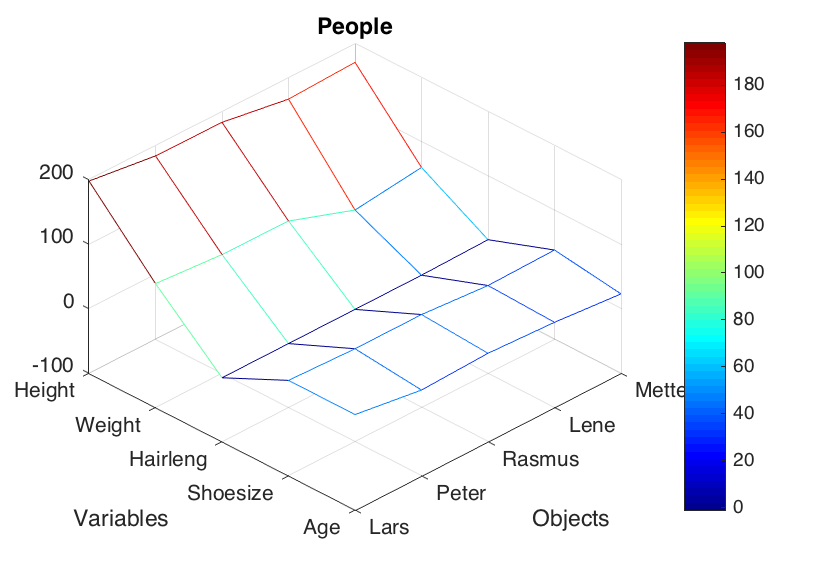 People
200
100
0
-100
Height
Weight
Hairleng
Shoesize
Age
Variables
Lars
Peter
Rasmus
Lene
Mette
Objects
180
160
140
120
100
80
60
40
20
0